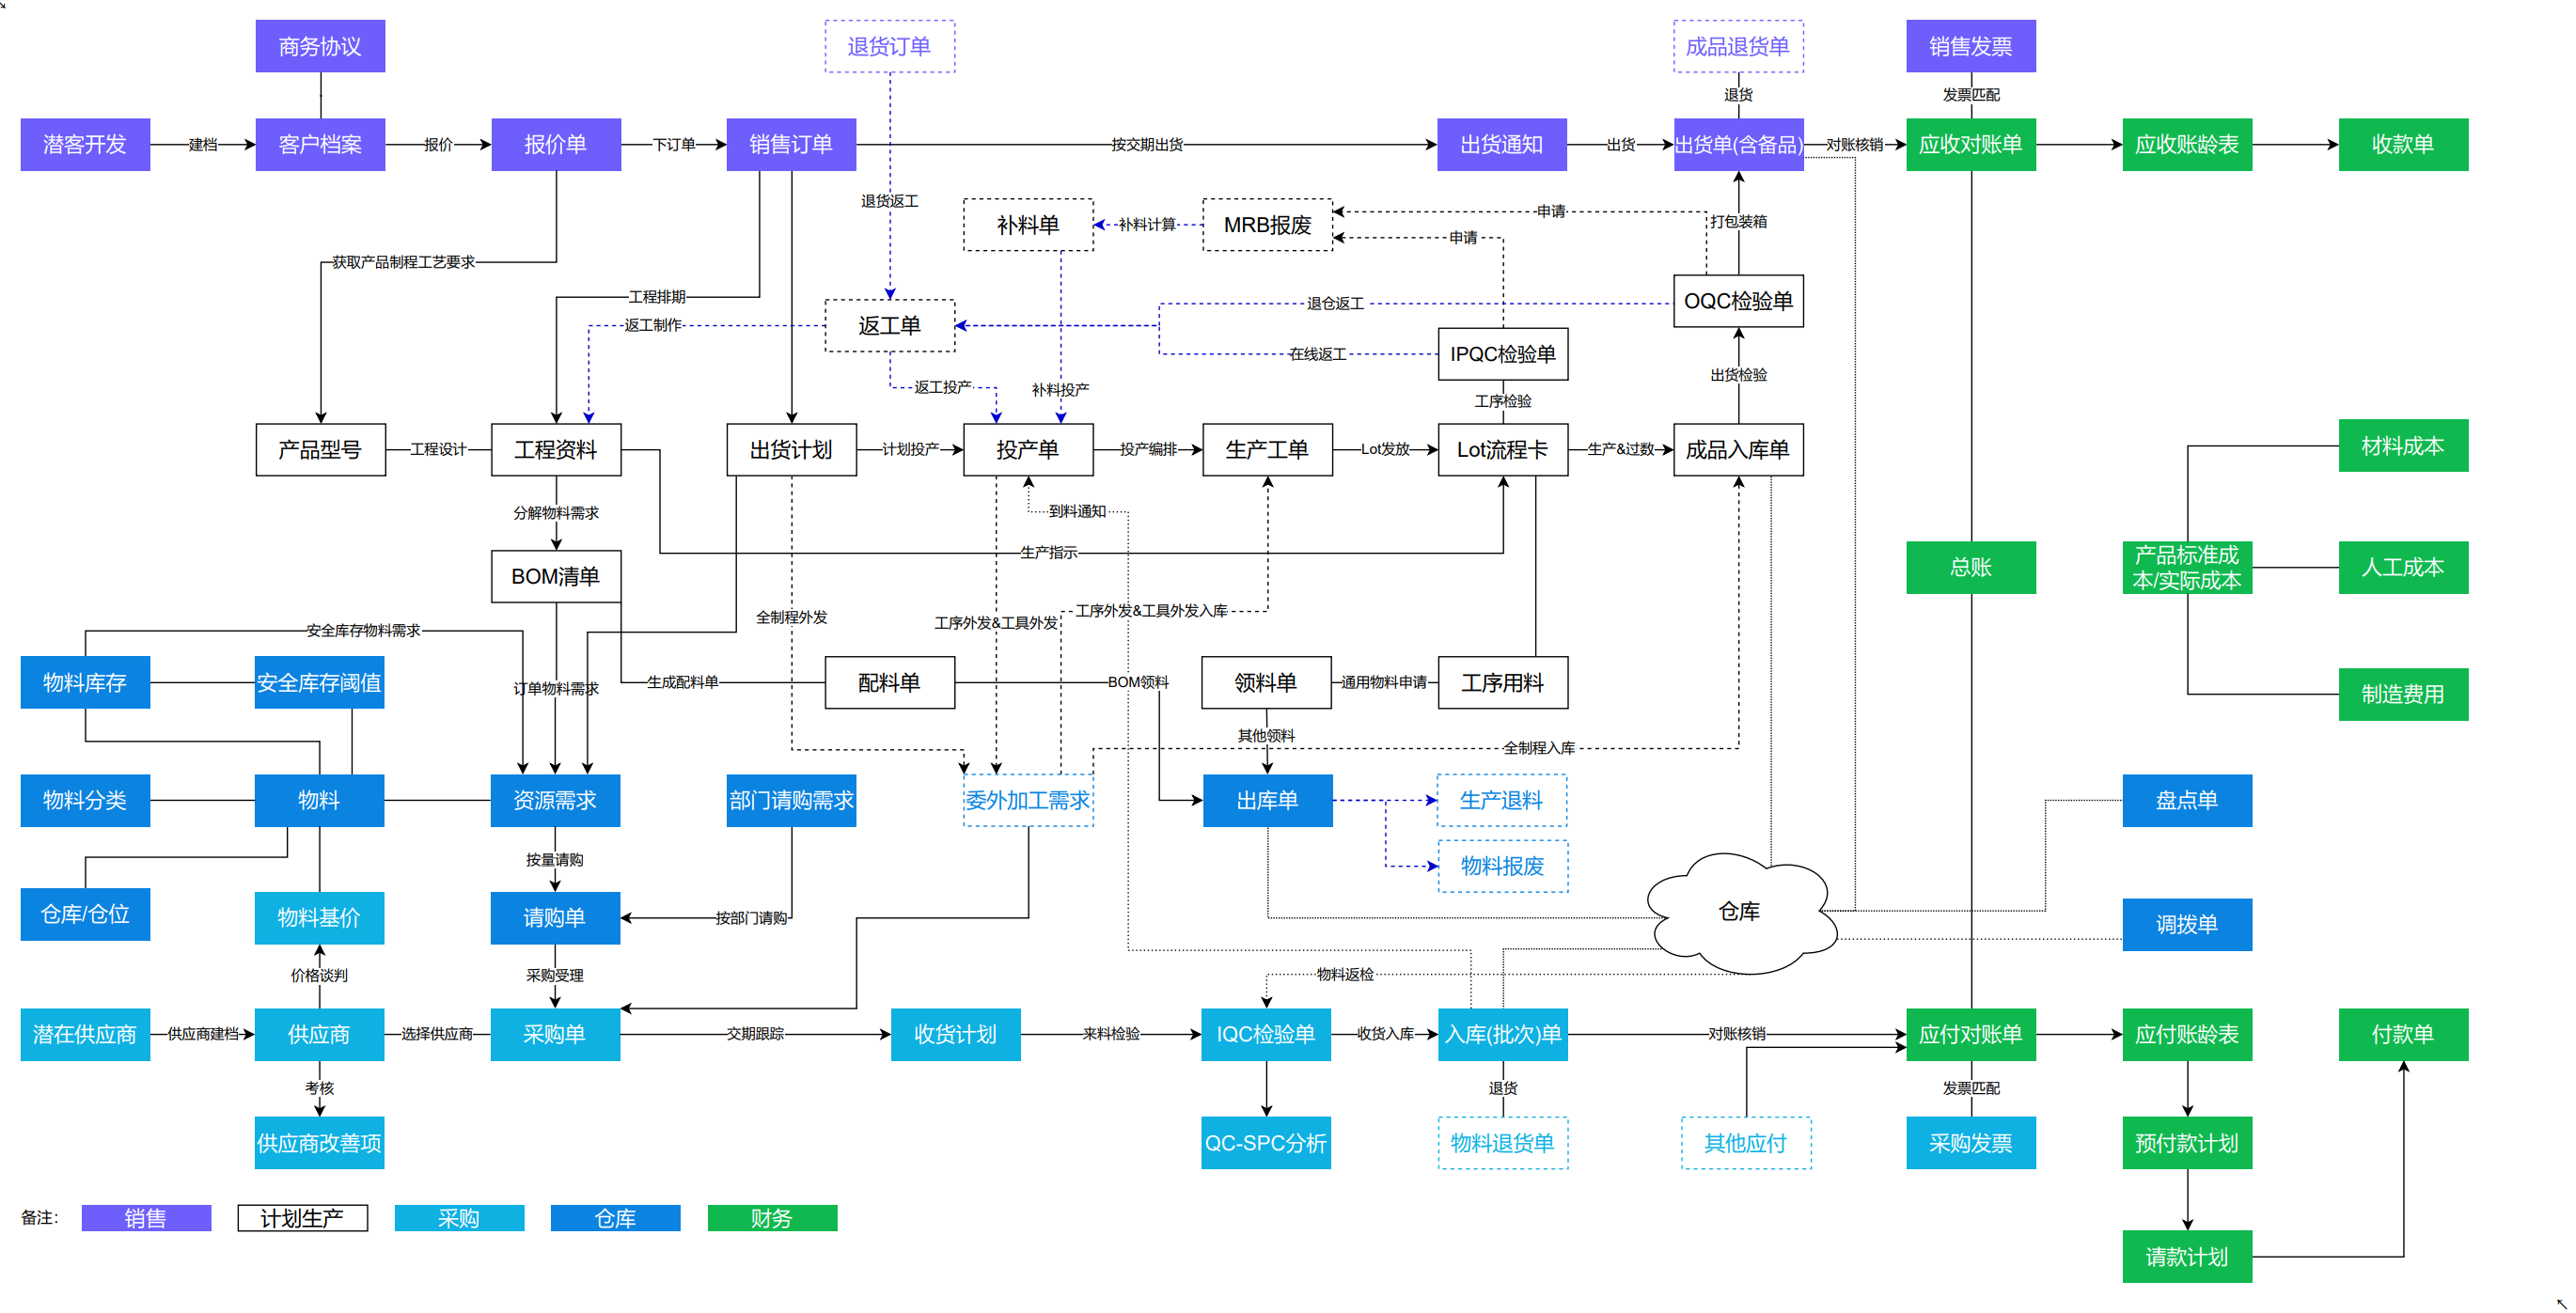 商务协议
退货订单
成品退货单
销售发票
退货
发票匹配
潜客开发
建档
客户档案
报价
报价单
下订单
销售订单
按交期出货
出货通知
出货
出货单(含备品)
对账核销
应收对账单
应收账龄表
收款单
退货返工
补料单
补料计算
MRB报废
申请
打包装箱
申请
获取产品制程工艺要求
工程排期
退仓返工
OQC检验单
返工制作
返工单
在线返工
IPQC检验单
出货检验
返工投产
补料投产
工序检验
产品型号
工程设计
工程资料
出货计划
计划投产
投产单
投产编排
生产工单
Lot发放
Lot流程卡
生产&过数
成品入库单
材料成本
分解物料需求
到料通知
生产指示
BOM清单
总账
产品标准成
本/实际成本
人工成本
全制程外发
工序外发&工具外发
工序外发&工具外发入库
安全库存物料需求
物料库存
安全库存阈值
订单物料需求
生成配料单
配料单
BOM领料
领料单
通用物料申请
工序用料
制造费用
其他领料
全制程入库
物料分类
物料
资源需求
部门请购需求
委外加工需求
出库单
生产退料
盘点单
按量请购
物料报废
仓库/仓位
物料基价
请购单
按部门请购
仓库
调拨单
价格谈判
采购受理
物料返检
潜在供应商
供应商建档
供应商
选择供应商
采购单
交期跟踪
收货计划
来料检验
IQC检验单
收货入库
入库(批次)单
对账核销
应付对账单
应付账龄表
付款单
考核
退货
发票匹配
供应商改善项
QC-SPC分析
物料退货单
其他应付
采购发票
预付款计划
备注:
销售
计划生产
采购
仓库
财务
请款计划